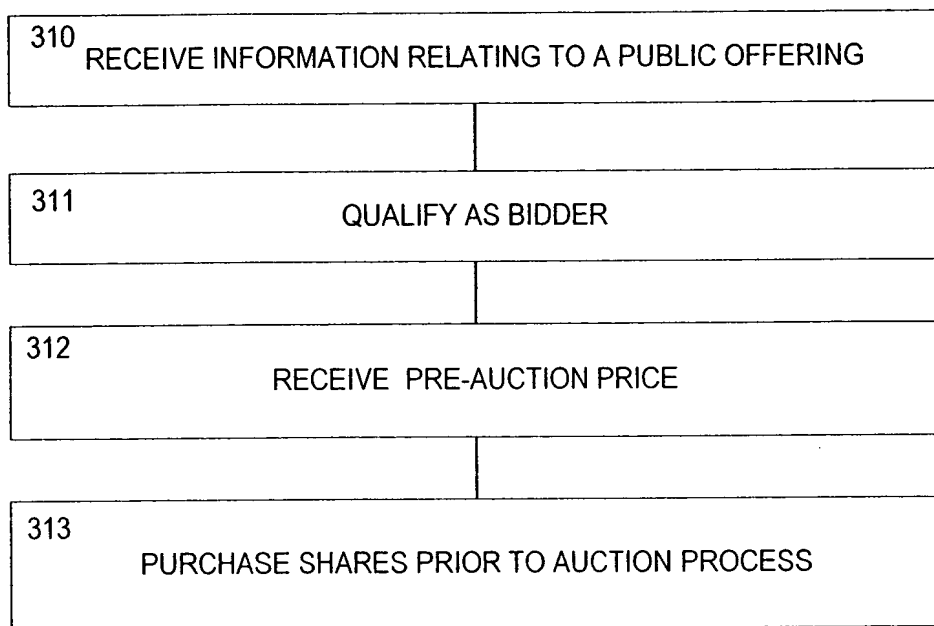 310
RECEIVE INFORMATION RELATING TO A PUBLIC OFFERING
311
QUALIFY AS BIDDER
312
RECEIVE PRE-AUCTION PRICE
313
PURCHASE SHARES PRIOR TO AUCTION PROCESS